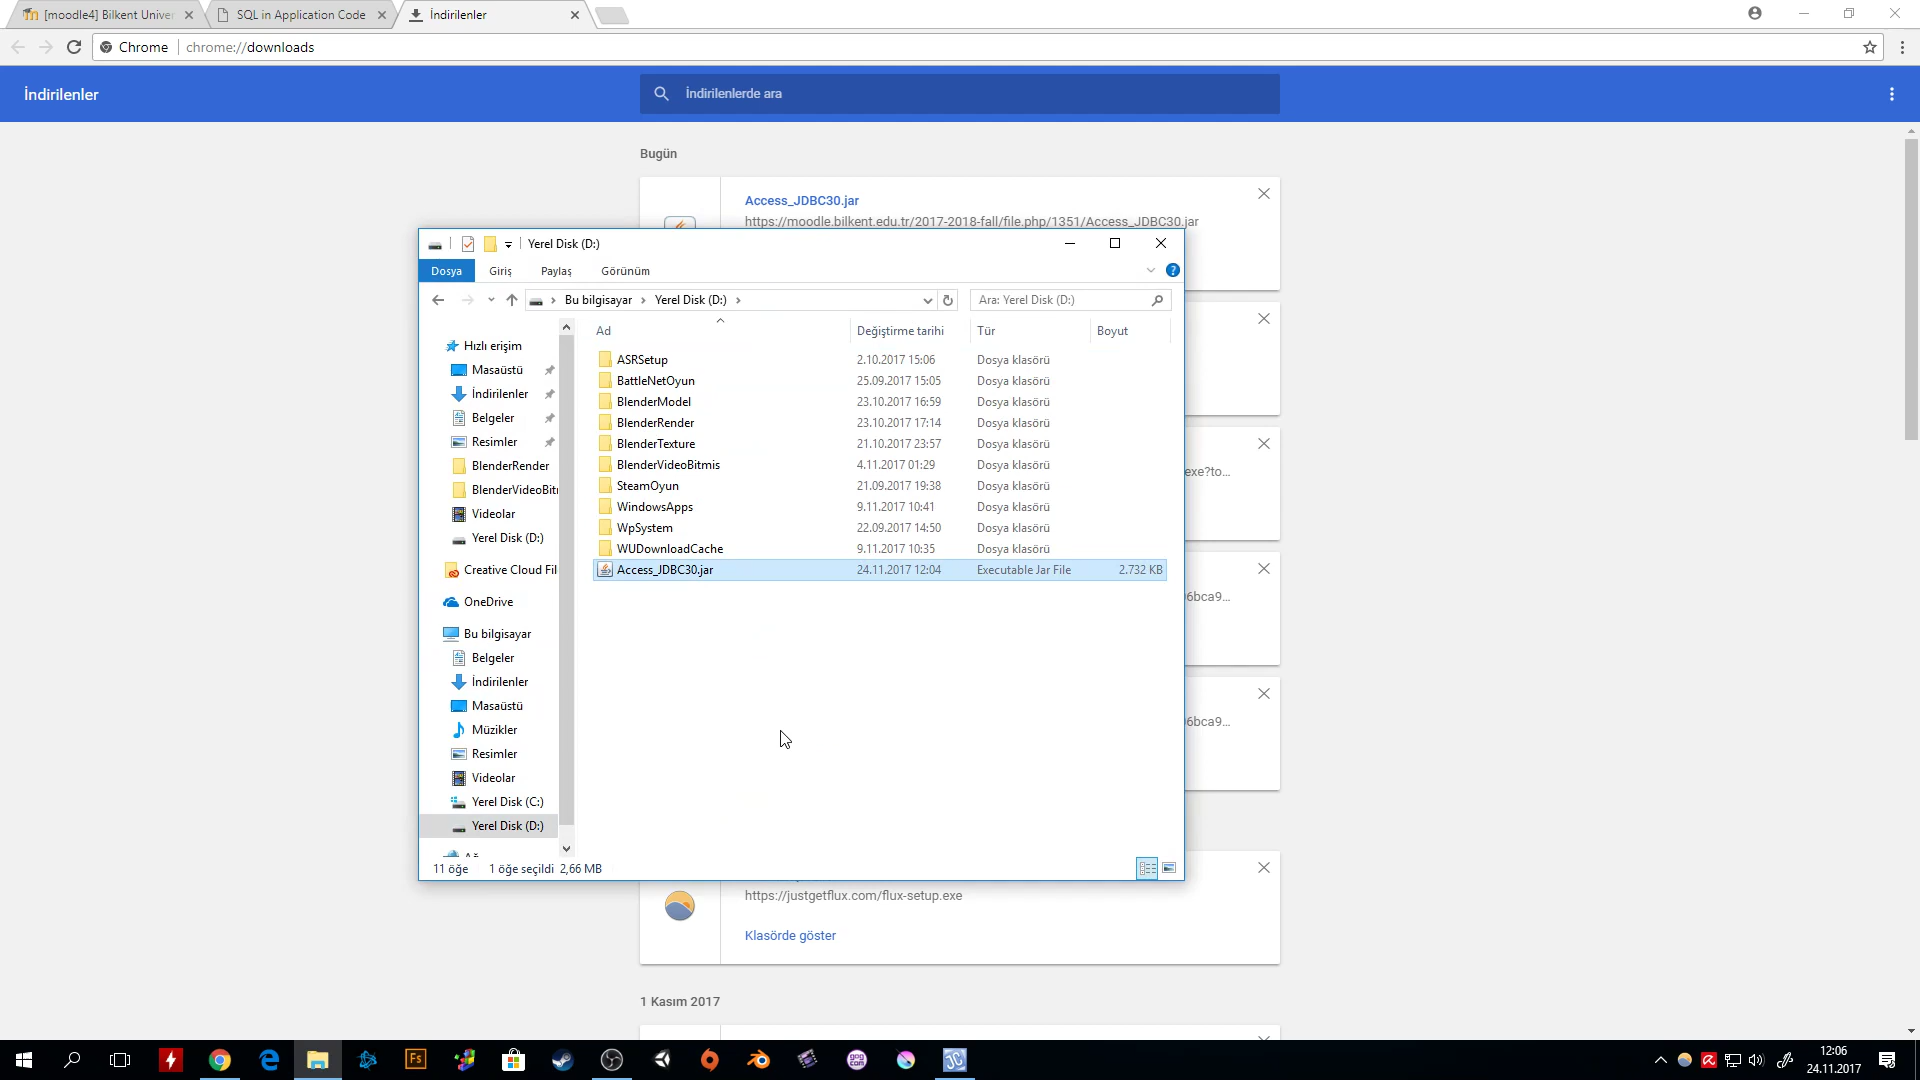 [moodle4] Bilkent Univer
SQL in Application Code
İndirilenler
Chrome
chrome://downloads
İndirilenler
İndirilenlerde ara
Bugün
Access_JDBC30.jar
https://moodle.bilkent.edu.tr/2017-2018-fall/file.php/1351/Access_JDBC30.jar
Yerel Disk (D:)
Dosya
Giriş
Paylaş
Görünüm
Bu bilgisayar
Yerel Disk (D:)
Ara: Yerel Disk (D:)
Ad
Değiştirme tarihi
Tür
Boyut
ASRSetup 2.10.2017 15:06 Dosya klasörü
BattleNetOyun 25.09.2017 15:05 Dosya klasörü
BlenderModel 23.10.2017 16:59 Dosya klasörü
BlenderRender 23.10.2017 17:14 Dosya klasörü
BlenderTexture 21.10.2017 23:57 Dosya klasörü
BlenderVideoBitmis 4.11.2017 01:29 Dosya klasörü
SteamOyun 21.09.2017 19:38 Dosya klasörü
WindowsApps 9.11.2017 10:41 Dosya klasörü
WpSystem 22.09.2017 14:50 Dosya klasörü
WUDownloadCache 9.11.2017 10:35 Dosya klasörü
Access_JDBC30.jar 24.11.2017 12:04 Executable Jar File 2.732 KB
Hızlı erişim
Masaüstü
İndirilenler
Belgeler
Resimler
BlenderRender
BlenderVideoBit
Videolar
Yerel Disk (D:)
Creative Cloud Fil
OneDrive
Bu bilgisayar
Belgeler
İndirilenler
Masaüstü
Müzikler
Resimler
Videolar
Yerel Disk (C:)
Yerel Disk (D:)
11 öğe
1 öğe seçildi 2,66 MB
exe?to...
6bca9...
6bca9...
https://justgetflux.com/flux-setup.exe
Klasörde göster
1 Kasım 2017
Fs
gog
com
JC
12:06
24.11.2017